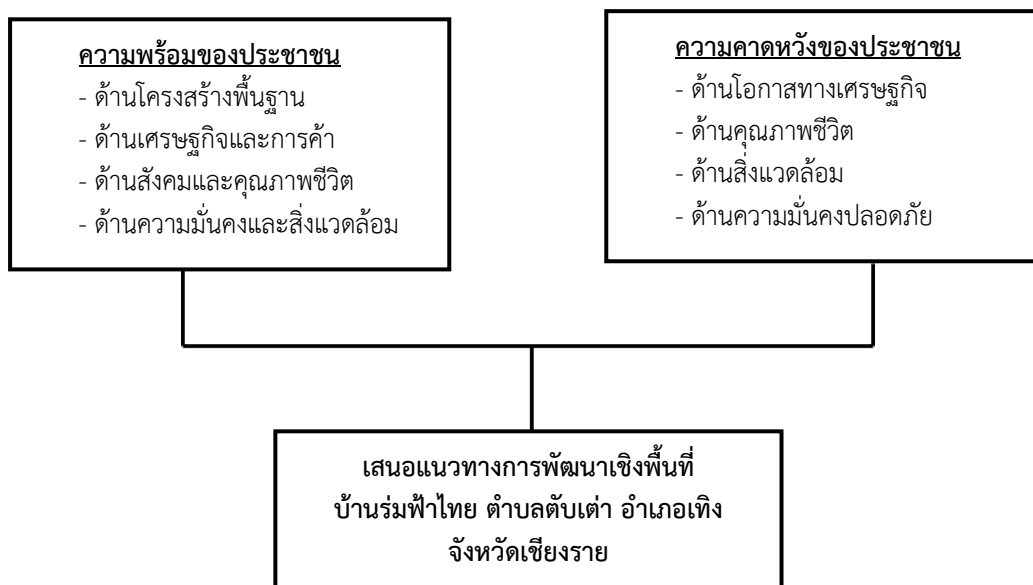 ความพร้อมของประชาชน
- ด้านโครงสร้างพื้นฐาน
- ด้านเศรษฐกิจและการค้า
- ด้านสังคมและคุณภาพชีวิต
- ด้านความมั่นคงและสิ่งแวดล้อม
ความคาดหวังของประชาชน
- ด้านโอกาสทางเศรษฐกิจ
- ด้านคุณภาพชีวิต
- ด้านสิ่งแวดล้อม
- ด้านความมั่นคงปลอดภัย
เสนอแนวทางการพัฒนาเชิงพื้นที่
บ้านร่มฟ้าไทย ตำบลตับเต่า อำเภอเทิง
จังหวัดเชียงราย